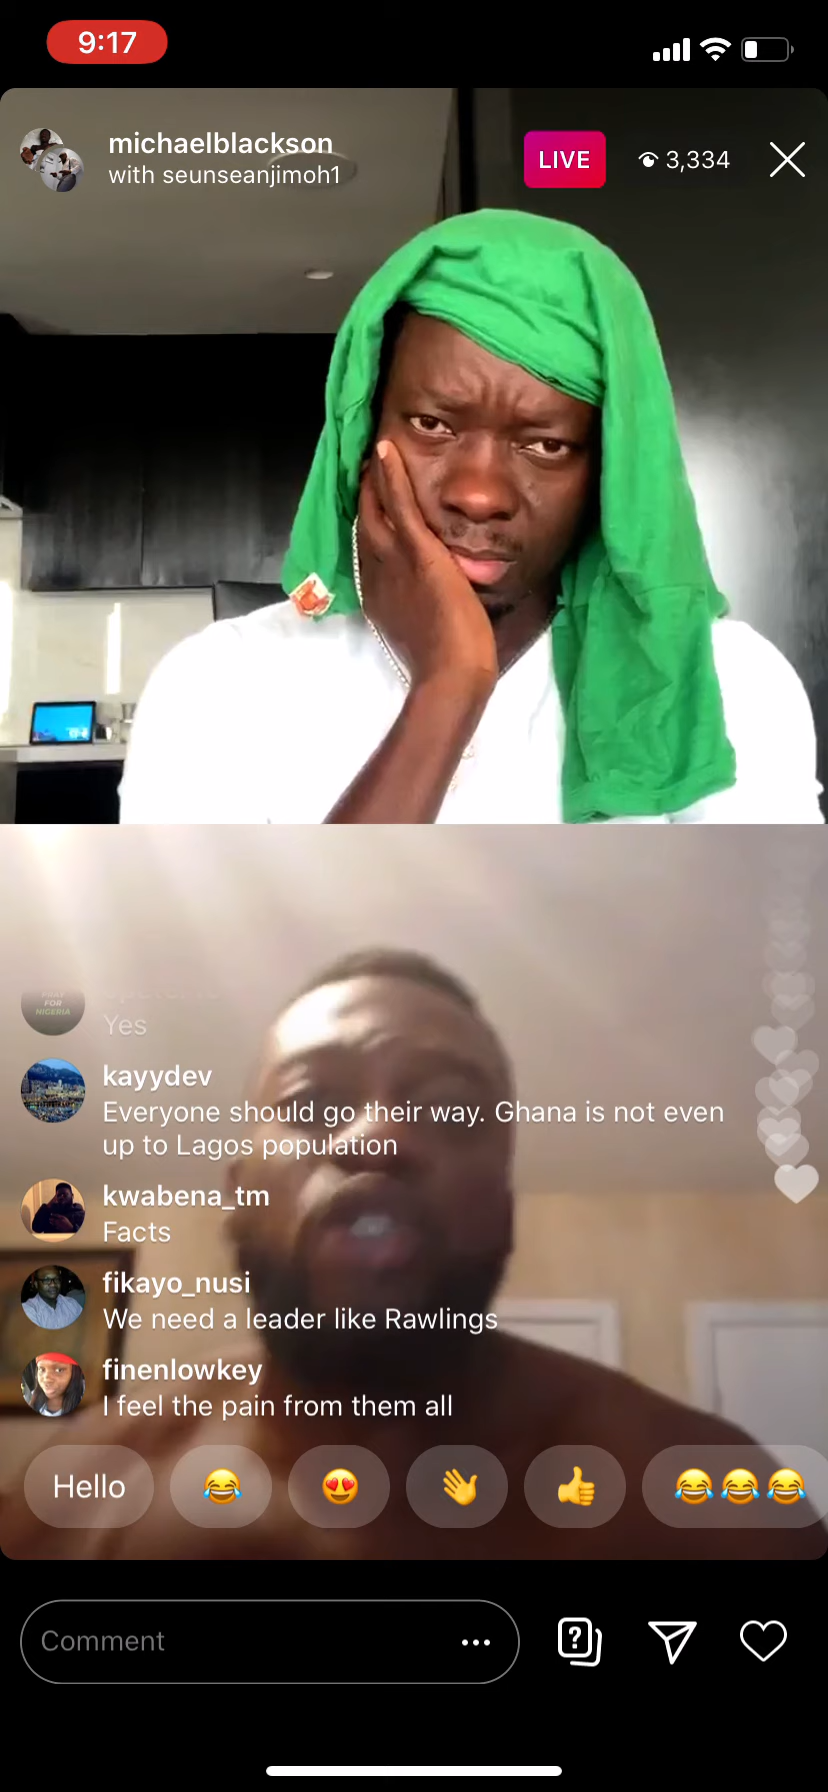 9:17
michaelblackson
with seunseanjimoh1
LIVE
3,334
FOR
NIGERIA
Yes
kayydev
Everyone should go their way. Ghana is not even
up to Lagos population
kwabena_tm
Facts
fikayo_nusi
We need a leader like Rawlings
finenlowkey
I feel the pain from them all
Hello
Comment